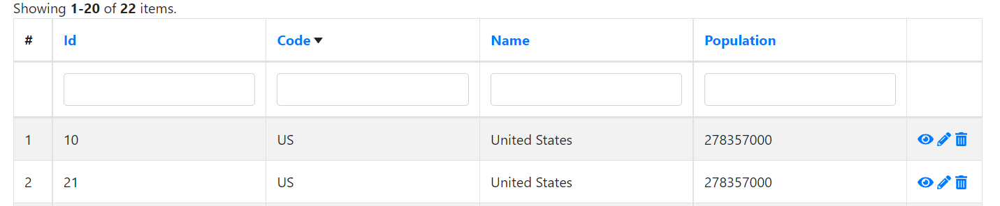 Showing 1-20 of 22 items.
# Id Code Name Population
1 10 US United States 278357000
2 21 US United States 278357000